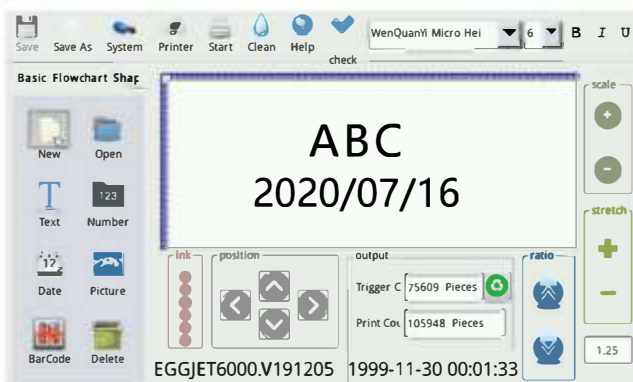 Save Save As System Printer Start Clean Help check WenQuanYi Micro Hei 6 B I U
Basic Flowchart Shap
scale
New Open
ABC
2020/07/16
Text 123 Number
stretch
Ink position output ratio
12 Date Picture
Trigger C 75609 Pieces
Print Cou 105948 Pieces
BarCode Delete
1.25
EGGJET6000.V191205 1999-11-30 00:01:33